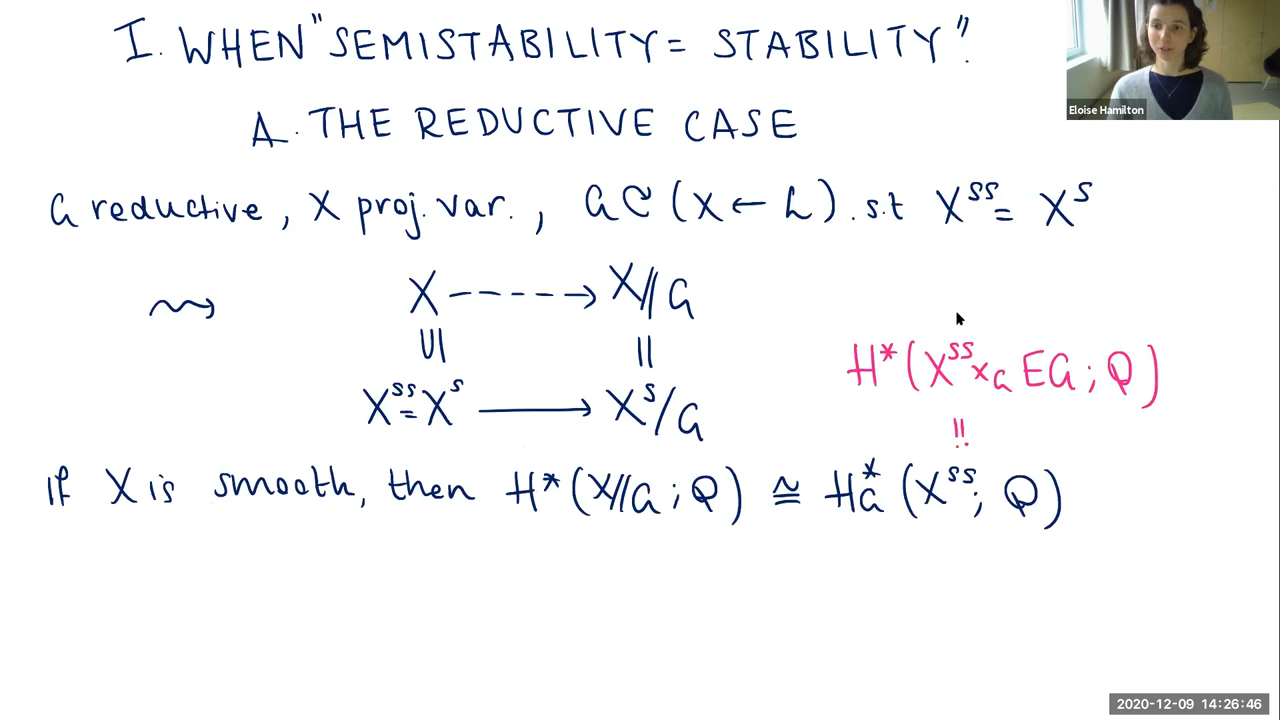 I. WHEN "SEMISTABILITY = STABILITY".
Eloise Hamilton
A. THE REDUCTIVE CASE
G reductive, X proj. var., G ↻ (X ← L). s.t X^ss = X^s
⇝ X ----→ X//G
⊆ =
X^ss = X^s → X^s/G
H*(X^ss ×_G EG; Q)
!!
If X is smooth, then H*(X//G; Q) ≅ H*_G (X^ss; Q)
2020-12-09 14:26:46